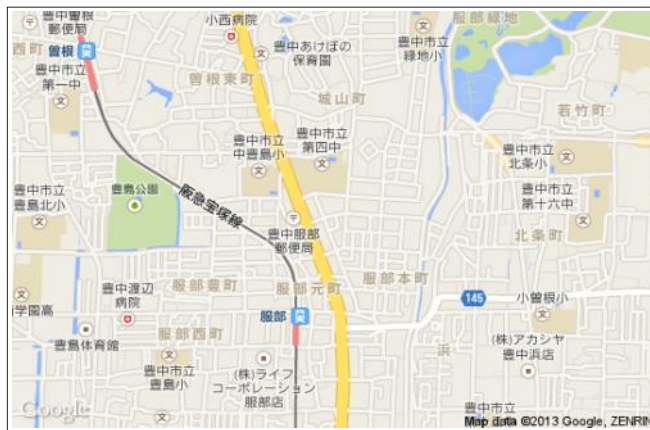 豊中曽根
郵便局
西町
曽根
豊中市立
第一中
小西病院
豊中あけぼの
保育園
曽根東町
城山町
豊中市立
緑地小
服部緑地
若竹町
豊中市立
中豊島小
豊中市立
第四中
豊中市立
北条小
豊中市立
第十六中
豊中市立
豊島北小
豊島公園
阪急宝塚線
豊中服部
郵便局
北条町
服部豊町
服部元町
服部本町
豊中渡辺
病院
学園高
服部
145
小曽根小
豊島体育館
服部西町
浜
(株)アカシヤ
豊中浜店
豊中市立
豊島小
(株)ライフ
コーポレーション
服部店
Google
豊中市立
Map data ©2013 Google, ZENRIN